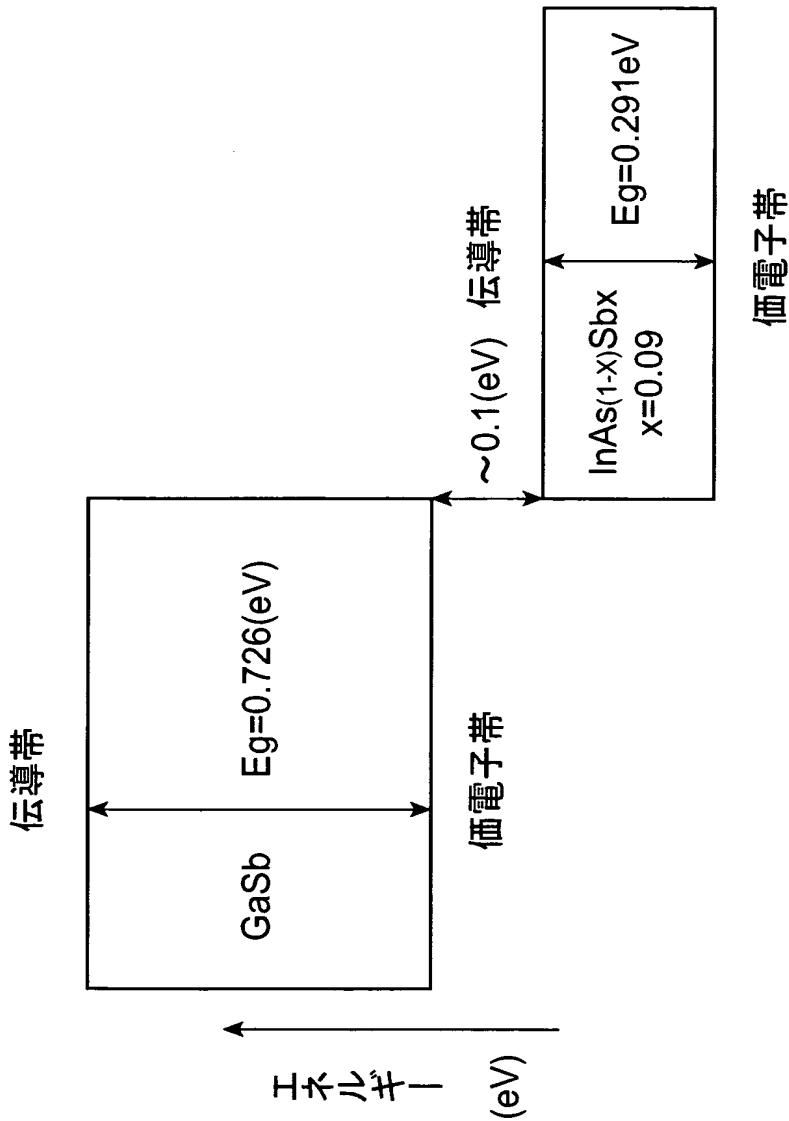 伝導帯
GaSb
Eg=0.726(eV)
価電子帯
~0.1(eV)
伝導帯
InAs(1-X)Sbx
x=0.09
Eg=0.291eV
価電子帯
エネルギー
(eV)